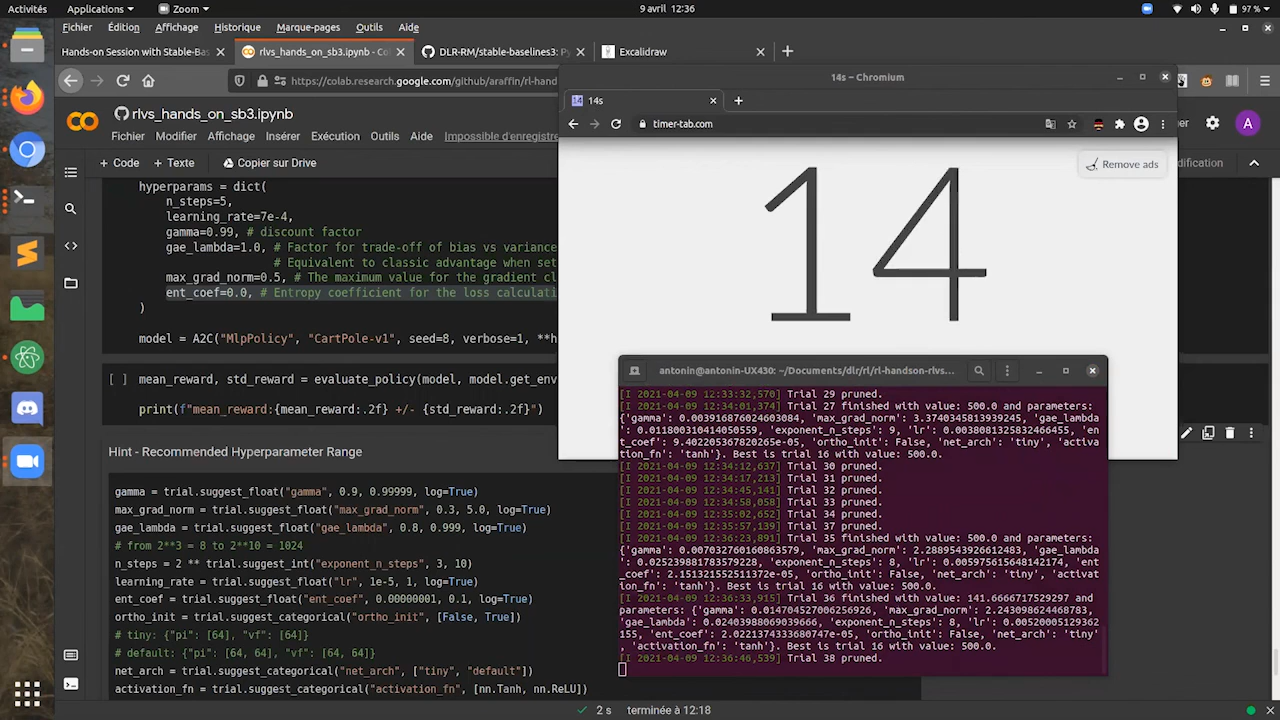 Activités
Applications
Zoom
9 avril 12:36
97 %
Fichier Édition Affichage Historique Marque-pages Outils Aide
Hands-on Session with Stable-Bas
rlvs_hands_on_sb3.ipynb - Col
DLR-RM/stable-baselines3: Py
Excalidraw
https://colab.research.google.com/github/araffin/rl-hand
14s – Chromium
14 14s
timer-tab.com
rlvs_hands_on_sb3.ipynb
Fichier Modifier Affichage Insérer Exécution Outils Aide Impossible d'enregistre
A
+ Code + Texte Copier sur Drive
dification
Remove ads
14
hyperparams = dict(
n_steps=5,
learning_rate=7e-4,
gamma=0.99, # discount factor
gae_lambda=1.0, # Factor for trade-off of bias vs variance
# Equivalent to classic advantage when set
max_grad_norm=0.5, # The maximum value for the gradient cl
ent_coef=0.0, # Entropy coefficient for the loss calculati
)
model = A2C("MlpPolicy", "CartPole-v1", seed=8, verbose=1, **h
[ ] mean_reward, std_reward = evaluate_policy(model, model.get_env
print(f"mean_reward:{mean_reward:.2f} +/- {std_reward:.2f}")
Hint - Recommended Hyperparameter Range
gamma = trial.suggest_float("gamma", 0.9, 0.99999, log=True)
max_grad_norm = trial.suggest_float("max_grad_norm", 0.3, 5.0, log=True)
gae_lambda = trial.suggest_float("gae_lambda", 0.8, 0.999, log=True)
# from 2**3 = 8 to 2**10 = 1024
n_steps = 2 ** trial.suggest_int("exponent_n_steps", 3, 10)
learning_rate = trial.suggest_float("lr", 1e-5, 1, log=True)
ent_coef = trial.suggest_float("ent_coef", 0.00000001, 0.1, log=True)
ortho_init = trial.suggest_categorical("ortho_init", [False, True])
# tiny: {"pi": [64], "vf": [64]}
# default: {"pi": [64, 64], "vf": [64, 64]}
net_arch = trial.suggest_categorical("net_arch", ["tiny", "default"])
activation_fn = trial.suggest_categorical("activation_fn", [nn.Tanh, nn.ReLU])
antonin@antonin-UX430: ~/Documents/dlr/rl/rl-handson-rlvs...
[I 2021-04-09 12:33:32,570] Trial 29 pruned.
[I 2021-04-09 12:34:01,374] Trial 27 finished with value: 500.0 and parameters:
{'gamma': 0.003916876024603084, 'max_grad_norm': 3.3740345813939245, 'gae_lambda
': 0.011800310414050559, 'exponent_n_steps': 9, 'lr': 0.0038081325832466455, 'en
t_coef': 9.402205367820265e-05, 'ortho_init': False, 'net_arch': 'tiny', 'activa
tion_fn': 'tanh'}. Best is trial 16 with value: 500.0.
[I 2021-04-09 12:34:12,637] Trial 30 pruned.
[I 2021-04-09 12:34:17,213] Trial 31 pruned.
[I 2021-04-09 12:34:45,141] Trial 32 pruned.
[I 2021-04-09 12:34:58,058] Trial 33 pruned.
[I 2021-04-09 12:35:02,652] Trial 34 pruned.
[I 2021-04-09 12:35:57,139] Trial 37 pruned.
[I 2021-04-09 12:36:23,891] Trial 35 finished with value: 500.0 and parameters:
{'gamma': 0.007032760160863579, 'max_grad_norm': 2.2889543926612483, 'gae_lambda
': 0.025239881783579228, 'exponent_n_steps': 8, 'lr': 0.005975615648142174, 'ent
_coef': 2.151321552511372e-05, 'ortho_init': False, 'net_arch': 'tiny', 'activat
ion_fn': 'tanh'}. Best is trial 16 with value: 500.0.
[I 2021-04-09 12:36:33,915] Trial 36 finished with value: 141.6666717529297 and
parameters: {'gamma': 0.014704527006256926, 'max_grad_norm': 2.243098624468783,
'gae_lambda': 0.02403988069039666, 'exponent_n_steps': 8, 'lr': 0.00520005129362
155, 'ent_coef': 2.0221374333680747e-05, 'ortho_init': False, 'net_arch': 'tiny'
, 'activation_fn': 'tanh'}. Best is trial 16 with value: 500.0.
[I 2021-04-09 12:36:46,539] Trial 38 pruned.
2 s terminée à 12:18